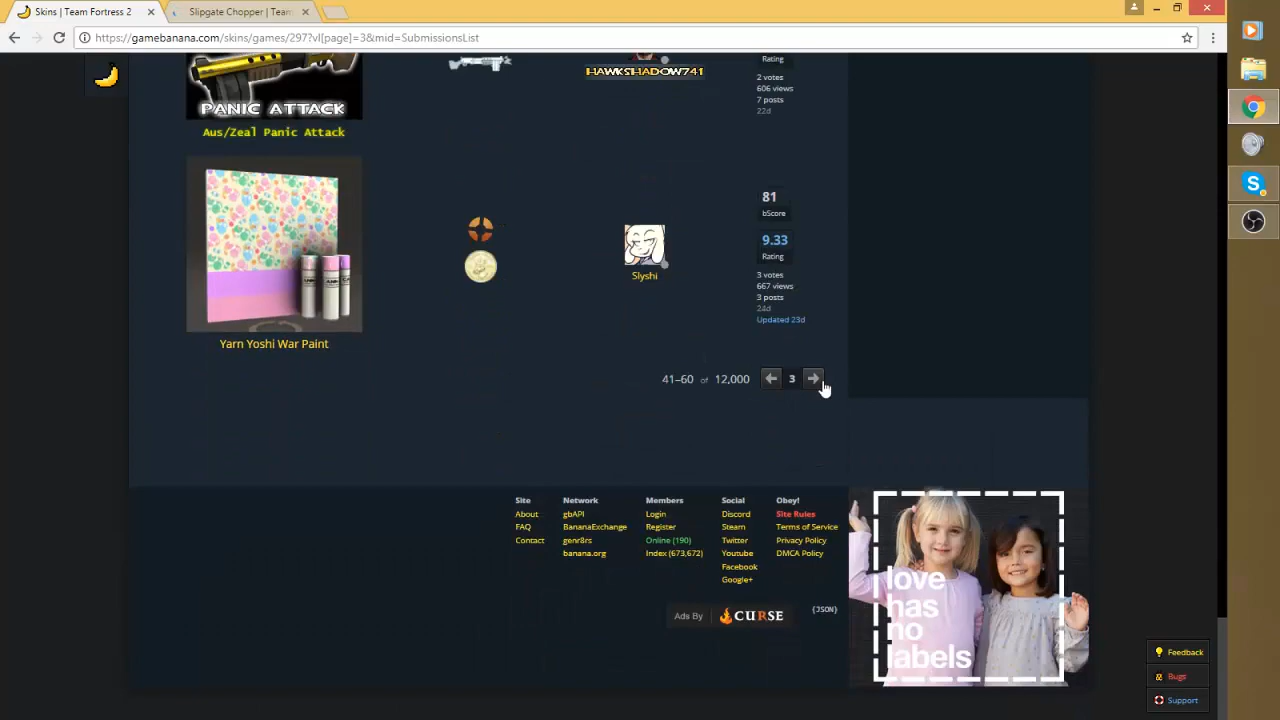 Skins | Team Fortress 2
Slipgate Chopper | Team
https://gamebanana.com/skins/games/297?vl[page]=3&mid=SubmissionsList
PANIC ATTACK
Aus/Zeal Panic Attack
HAWKSHADOW741
Rating
2 votes
606 views
7 posts
22d
81
bScore
9.33
Rating
3 votes
667 views
3 posts
24d
Updated 23d
Slyshi
Yarn Yoshi War Paint
41–60 of 12,000
3
Site
About
FAQ
Contact
Network
gbAPI
BananaExchange
genr8rs
banana.org
Members
Login
Register
Online (190)
Index (673,672)
Social
Discord
Steam
Twitter
Youtube
Facebook
Google+
Obey!
Site Rules
Terms of Service
Privacy Policy
DMCA Policy
Ads By
CURSE
{JSON}
love
has
no
labels
Feedback
Bugs
Support